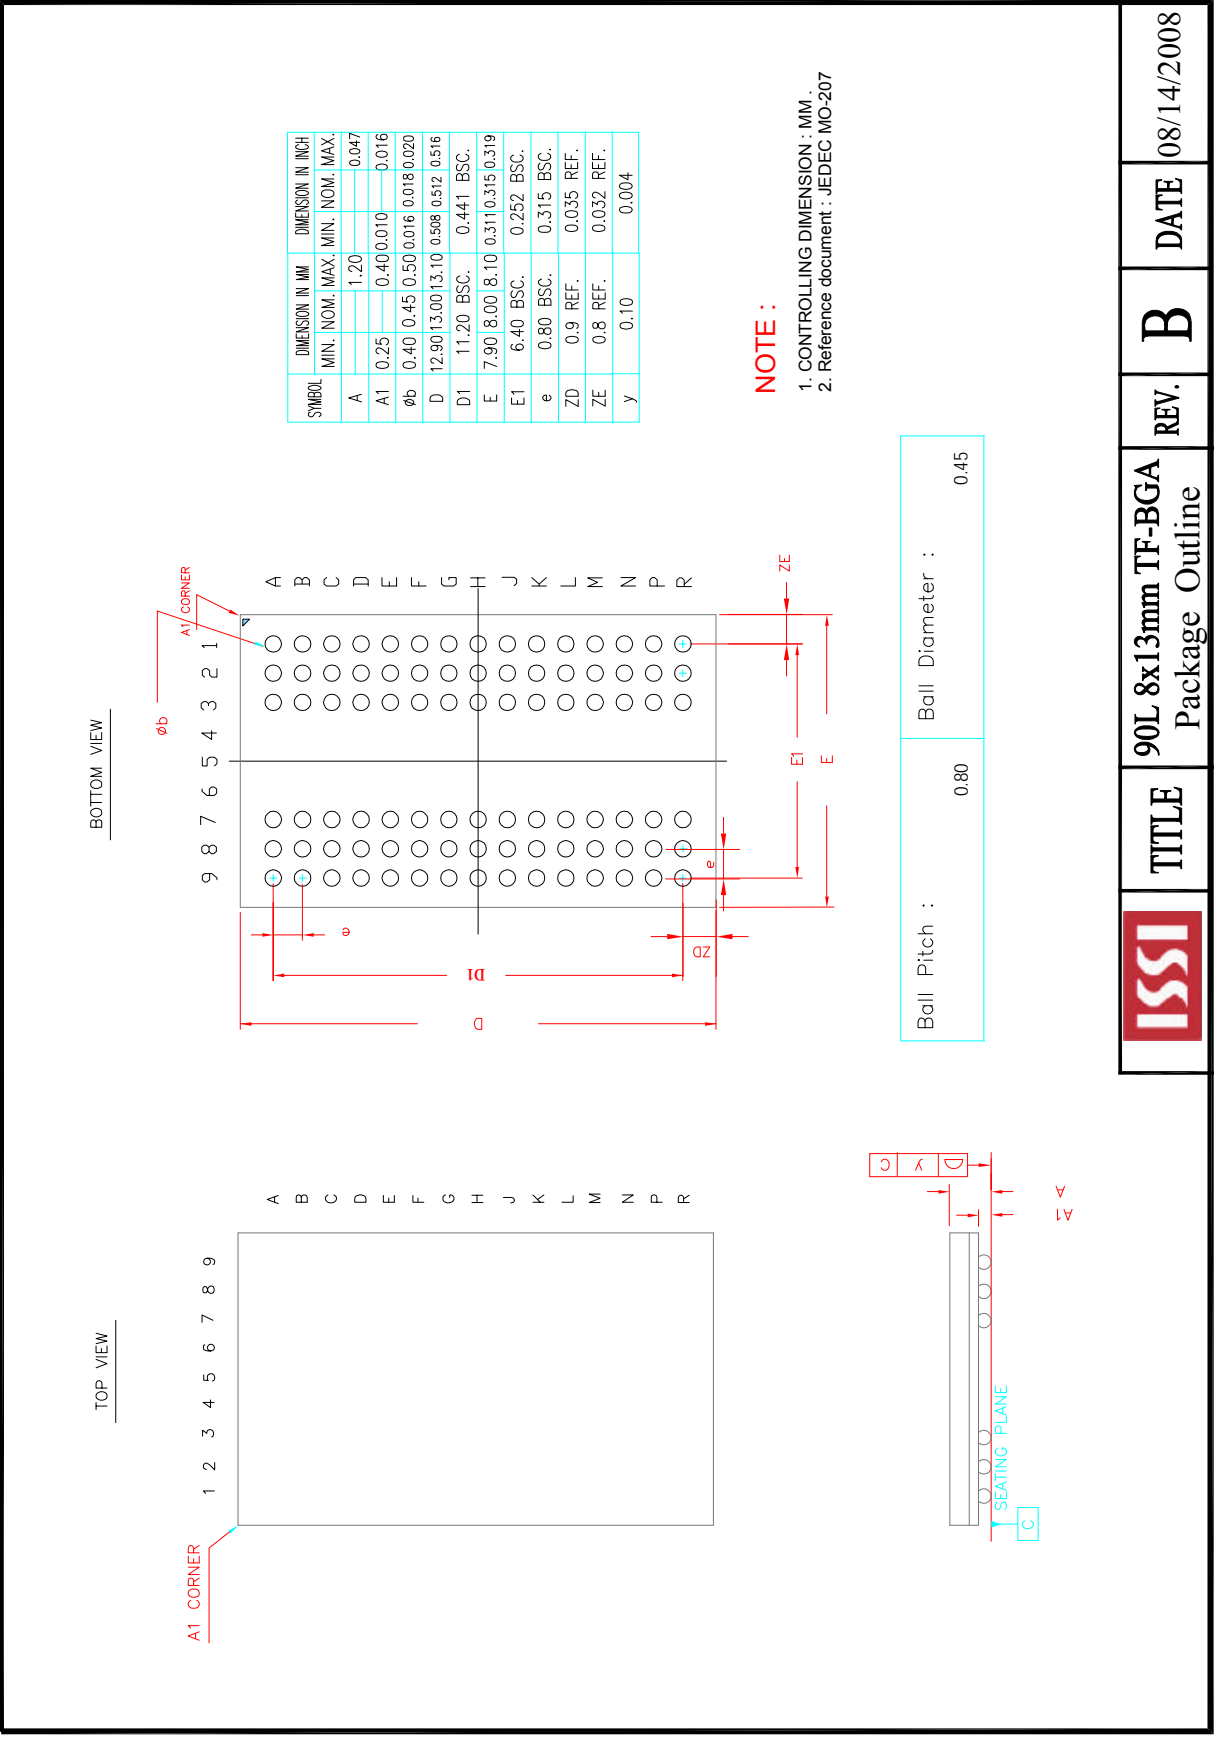 TOP VIEW
A1 CORNER
1 2 3 4 5 6 7 8 9
A
B
C
D
E
F
G
H
J
K
L
M
N
P
R
BOTTOM VIEW
øb
A1 CORNER
9 8 7 6 5 4 3 2 1
A
B
C
D
E
F
G
H
J
K
L
M
N
P
R
e
D1
D
ZD
e
E1
E
ZE
SYMBOL DIMENSION IN MM DIMENSION IN INCH
MIN. NOM. MAX. MIN. NOM. MAX.
A 1.20 0.047
A1 0.25 0.40 0.010 0.016
øb 0.40 0.45 0.50 0.016 0.018 0.020
D 12.90 13.00 13.10 0.508 0.512 0.516
D1 11.20 BSC. 0.441 BSC.
E 7.90 8.00 8.10 0.311 0.315 0.319
E1 6.40 BSC. 0.252 BSC.
e 0.80 BSC. 0.315 BSC.
ZD 0.9 REF. 0.035 REF.
ZE 0.8 REF. 0.032 REF.
y 0.10 0.004
NOTE :
1. CONTROLLING DIMENSION : MM .
2. Reference document : JEDEC MO-207
SEATING PLANE
C
A
A1
y C
Ball Pitch : 0.80
Ball Diameter : 0.45
ISSI
TITLE
90L 8x13mm TF-BGA
Package Outline
REV.
B
DATE
08/14/2008